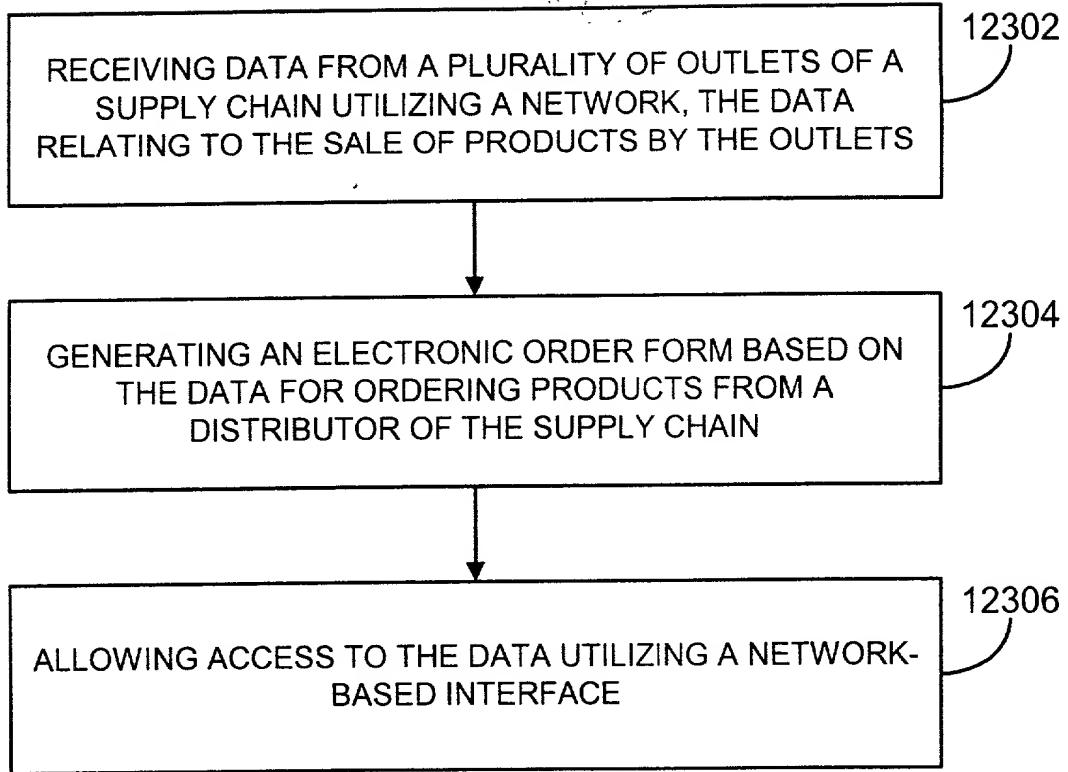 12302
RECEIVING DATA FROM A PLURALITY OF OUTLETS OF A
SUPPLY CHAIN UTILIZING A NETWORK, THE DATA
RELATING TO THE SALE OF PRODUCTS BY THE OUTLETS
12304
GENERATING AN ELECTRONIC ORDER FORM BASED ON
THE DATA FOR ORDERING PRODUCTS FROM A
DISTRIBUTOR OF THE SUPPLY CHAIN
12306
ALLOWING ACCESS TO THE DATA UTILIZING A NETWORK-
BASED INTERFACE